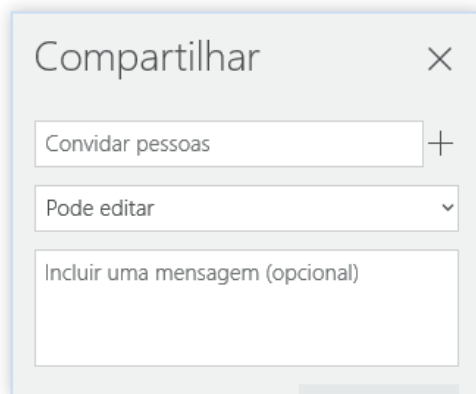 Compartilhar
Convidar pessoas
Pode editar
Incluir uma mensagem (opcional)